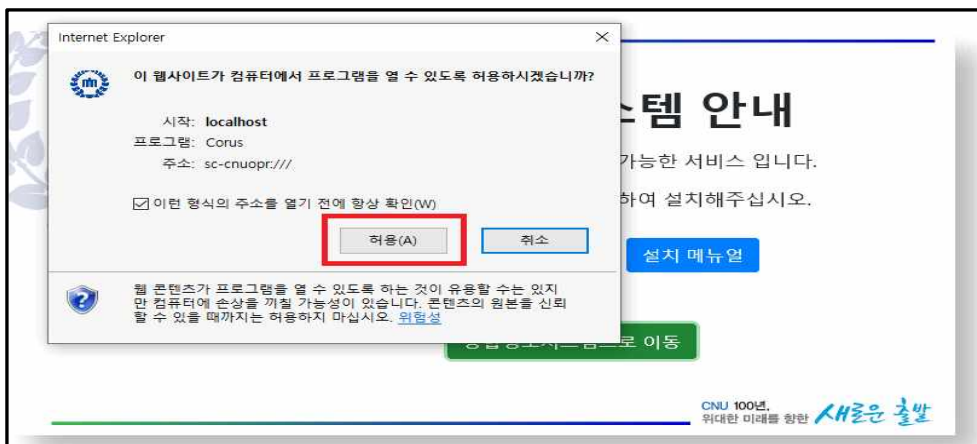 Internet Explorer
이 웹사이트가 컴퓨터에서 프로그램을 열 수 있도록 허용하시겠습니까?
시작: localhost
프로그램: Corus
주소: sc-cnuopr:///
이런 형식의 주소를 열기 전에 항상 확인(W)
허용(A)
취소
웹 콘텐츠가 프로그램을 열 수 있도록 하는 것이 유용할 수는 있지
만 컴퓨터에 손상을 끼칠 가능성이 있습니다. 콘텐츠의 원본을 신뢰
할 수 있을 때까지는 허용하지 마십시오. 위험성
스템 안내
가능한 서비스 입니다.
하여 설치해주십시오.
설치 메뉴얼
로 이동
CNU 100년,
위대한 미래를 향한 새로운 출발